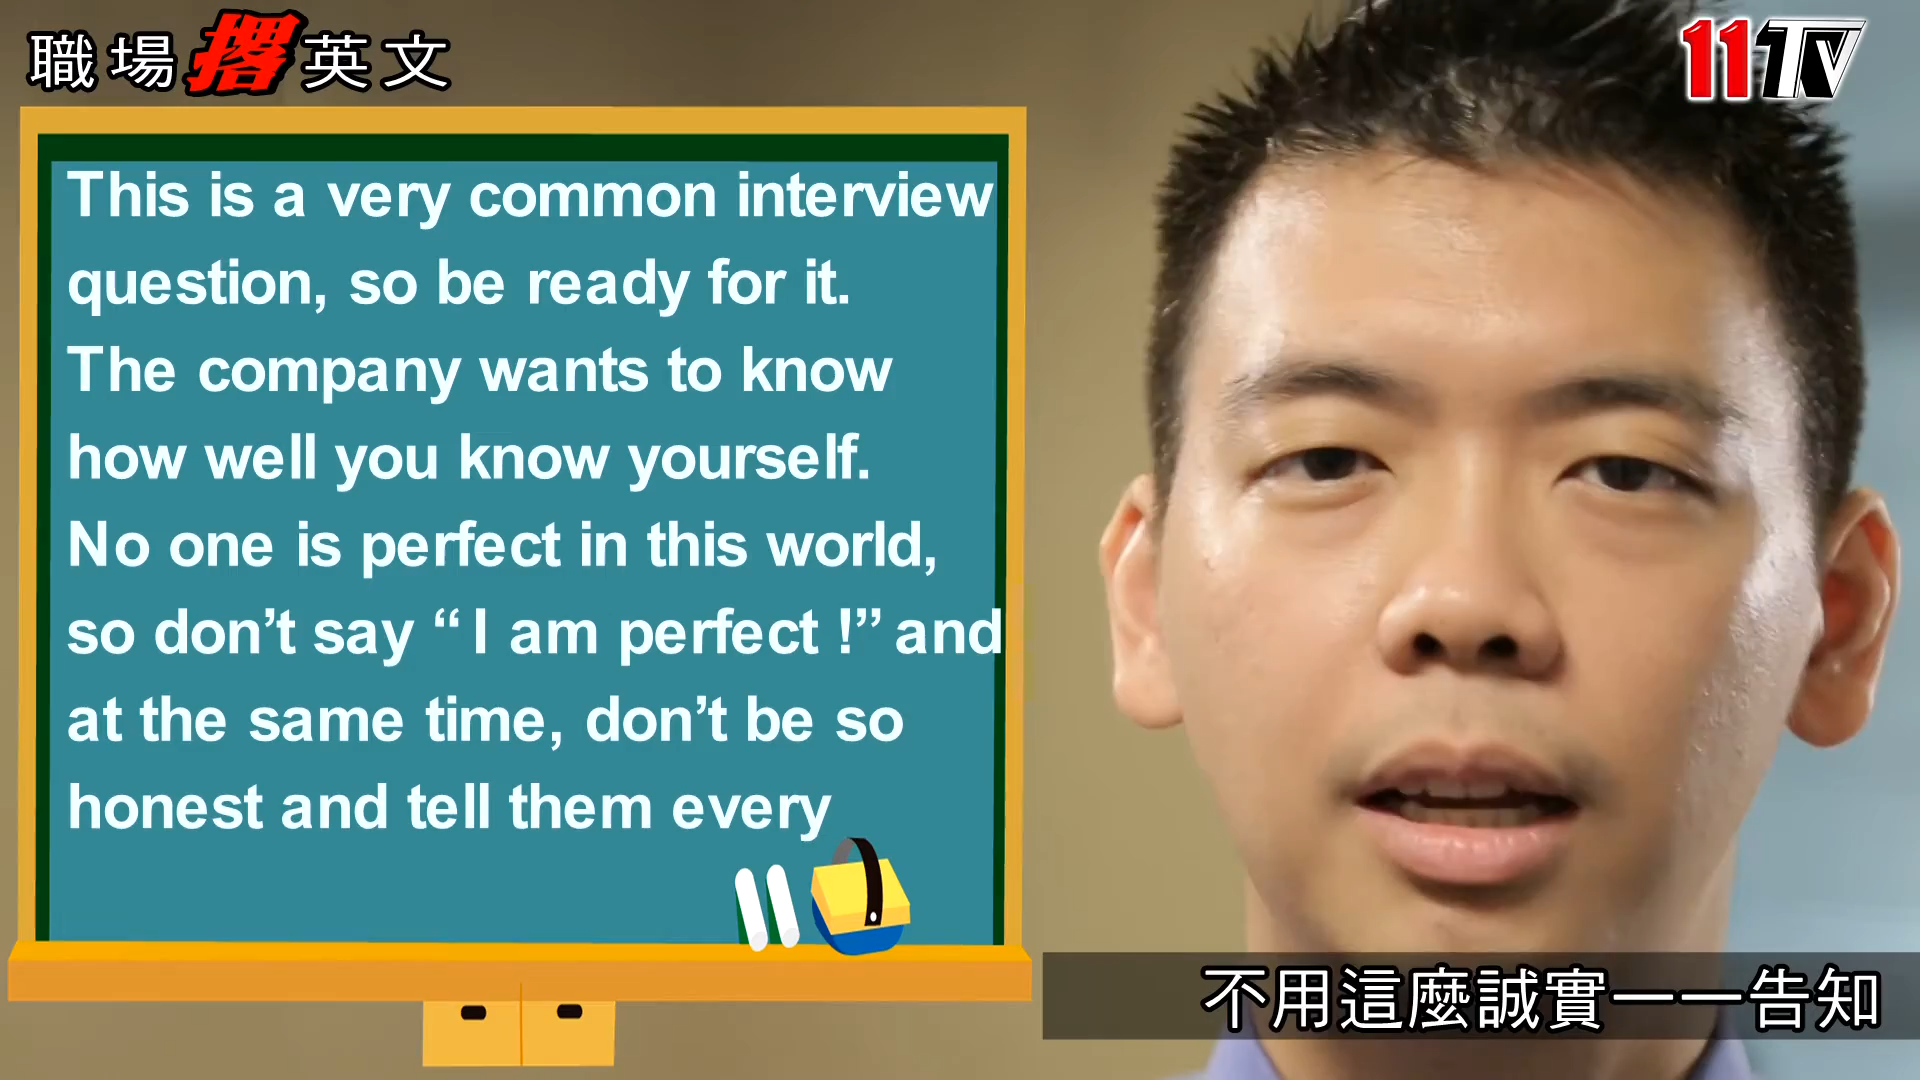 職場撂英文
11TV
This is a very common interview
question, so be ready for it.
The company wants to know
how well you know yourself.
No one is perfect in this world,
so don’t say “ I am perfect !” and
at the same time, don’t be so
honest and tell them every
不用這麼誠實一一告知